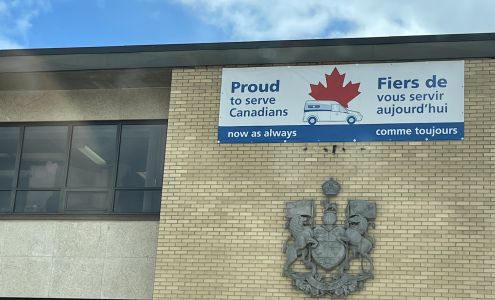 Proud
to serve
Canadians
now as always
Fiers de
vous servir
aujourd'hui
comme toujours